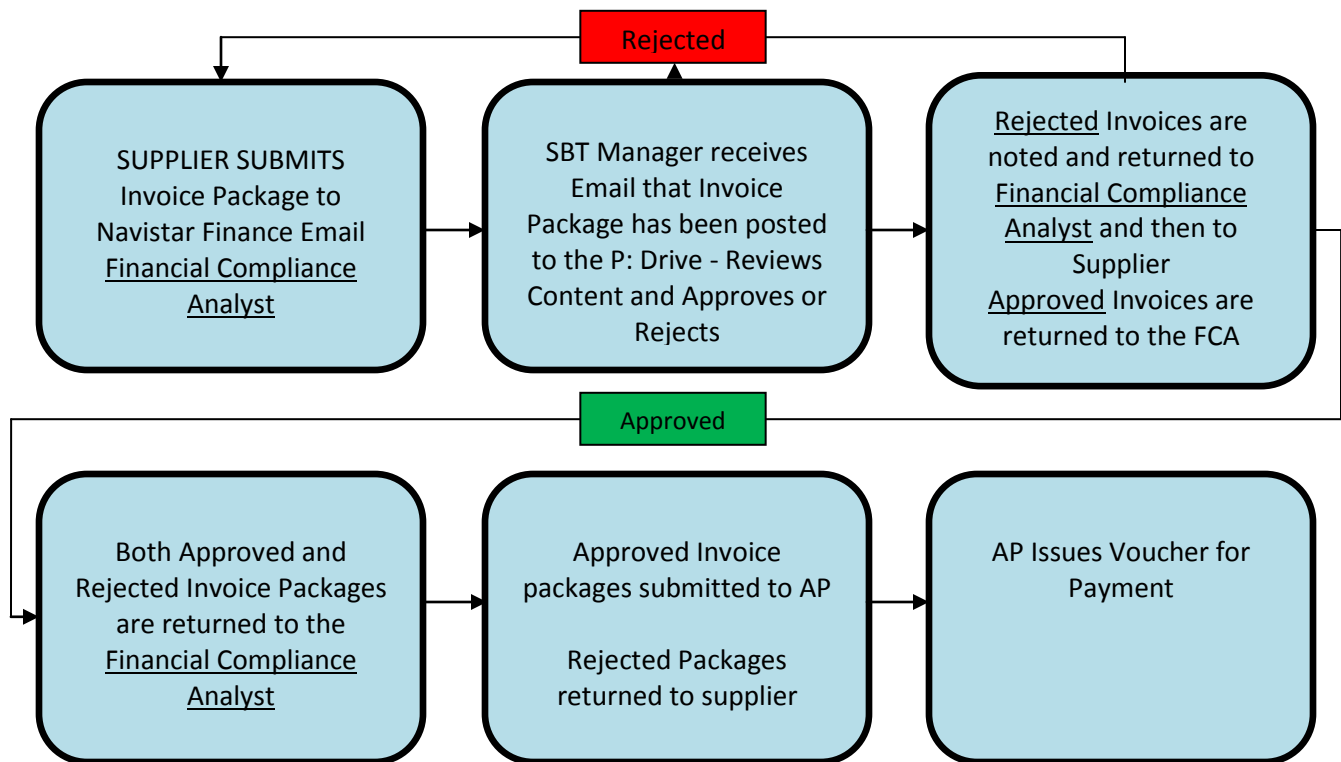 Rejected
SUPPLIER SUBMITS
Invoice Package to
Navistar Finance Email
Financial Compliance
Analyst
SBT Manager receives
Email that Invoice
Package has been posted
to the P: Drive - Reviews
Content and Approves or
Rejects
Rejected Invoices are
noted and returned to
Financial Compliance
Analyst and then to
Supplier
Approved Invoices are
returned to the FCA
Approved
Both Approved and
Rejected Invoice Packages
are returned to the
Financial Compliance
Analyst
Approved Invoice
packages submitted to AP
Rejected Packages
returned to supplier
AP Issues Voucher for
Payment